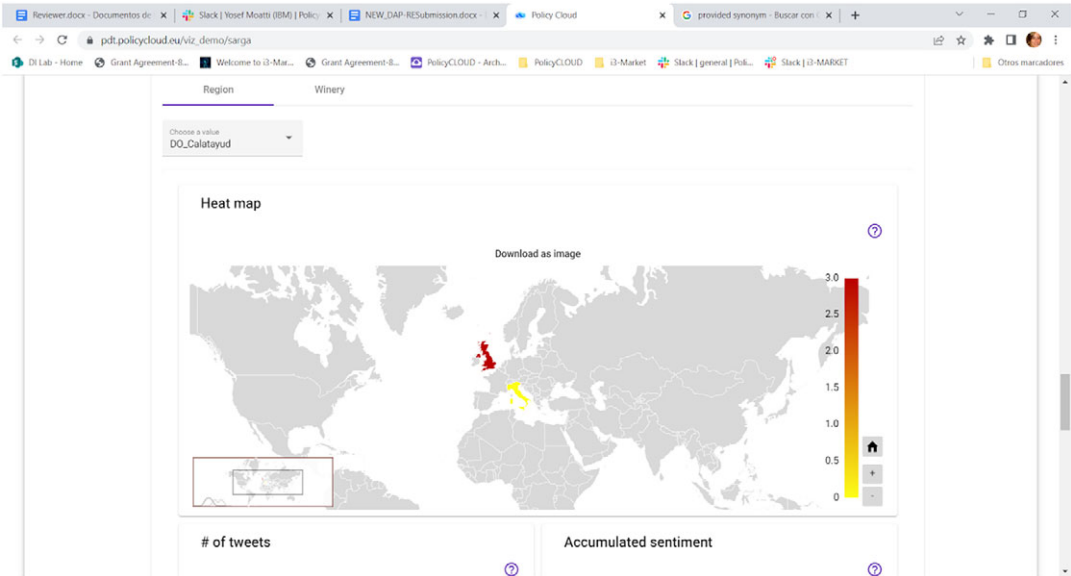 Reviewer.docx - Documentos de
Slack | Yosef Moatti (IBM) | Policy
NEW_DAP-RESubmission.docx -
Policy Cloud
provided synonym - Buscar con
pdt.policycloud.eu/viz_demo/sarga
DI Lab - Home
Grant Agreement-8...
Welcome to i3-Mar...
Grant Agreement-8...
PolicyCLOUD - Arch...
PolicyCLOUD
i3-Market
Slack | general | Poli...
Slack | i3-MARKET
Otros marcadores
Region
Winery
Choose a value
DO_Calatayud
Heat map
Download as image
3.0
2.5
2.0
1.5
1.0
0.5
0
+
-
# of tweets
Accumulated sentiment